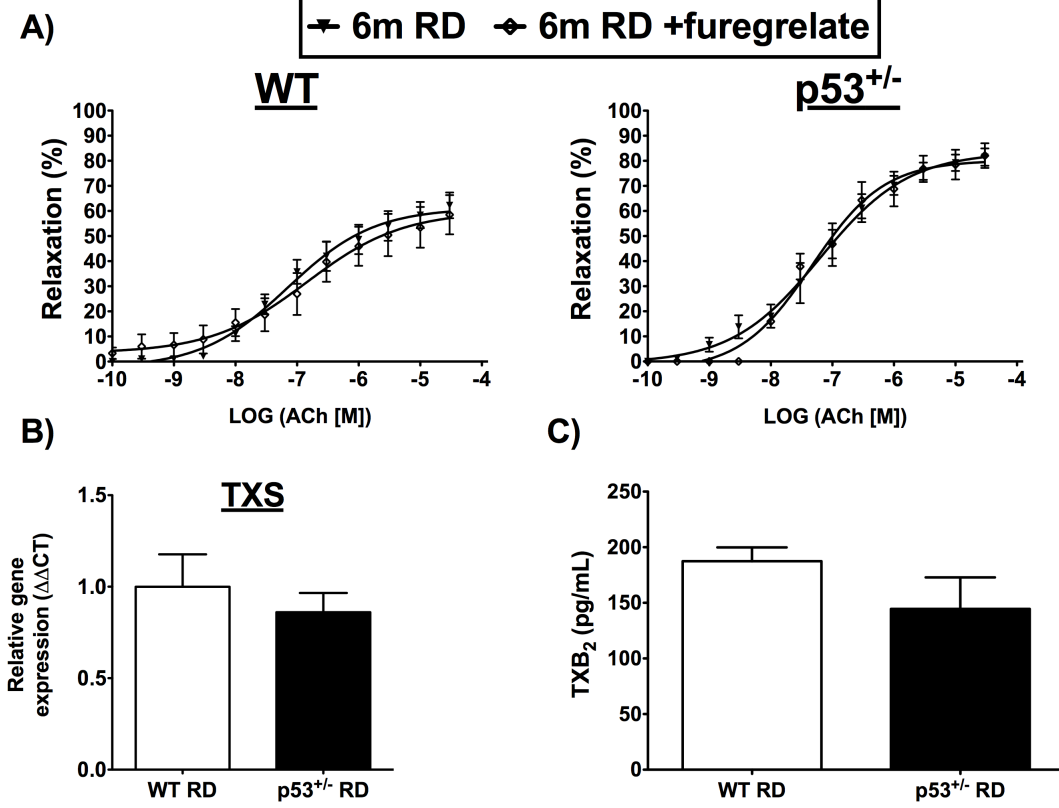 A)
6m RD 6m RD +furegrelate
WT
p53+/-
Relaxation (%)
100
90
80
70
60
50
40
30
20
10
0
-10 -9 -8 -7 -6 -5 -4
LOG (ACh [M])
Relaxation (%)
100
90
80
70
60
50
40
30
20
10
0
-10 -9 -8 -7 -6 -5 -4
LOG (ACh [M])
B)
TXS
Relative gene
expression (ΔΔCT)
1.5
1.0
0.5
0.0
WT RD p53+/- RD
C)
TXB2 (pg/mL)
250
200
150
100
50
0
WT RD p53+/- RD